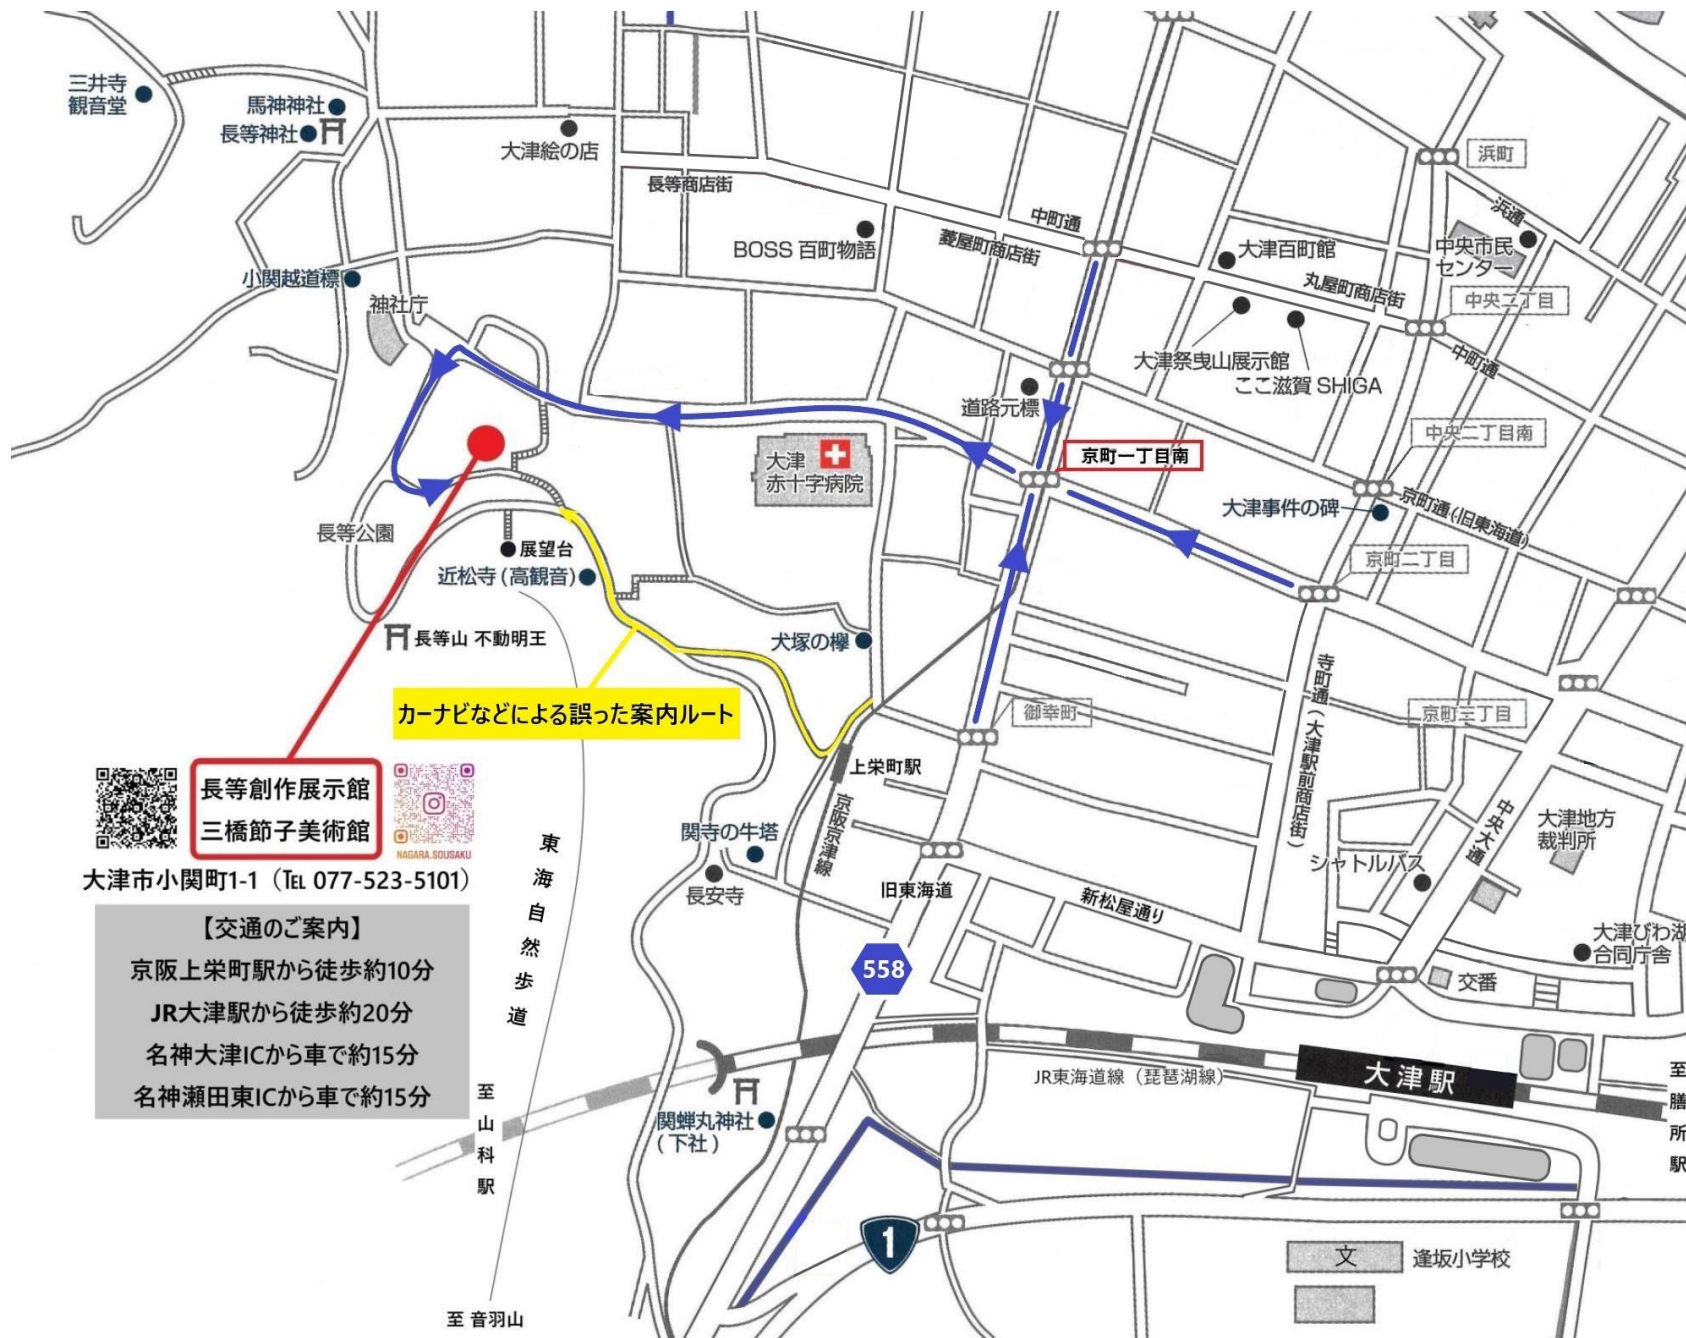 三井寺
観音堂
馬神神社
長等神社
大津絵の店
長等商店街
BOSS 百町物語
中町通
菱屋町商店街
浜町
浜通
中央市民
センター
大津百町館
丸屋町商店街
中央二丁目
中町通
小関越道標
神社庁
大津祭曳山展示館
ここ滋賀 SHIGA
道路元標
中央二丁目南
京町一丁目南
大津
赤十字病院
大津事件の碑
京町通(旧東海道)
京町二丁目
長等公園
展望台
近松寺(高観音)
長等山 不動明王
犬塚の欅
カーナビなどによる誤った案内ルート
御幸町
寺町通(大津駅前商店街)
京町三丁目
上栄町駅
京阪京津線
長等創作展示館
三橋節子美術館
NAGARA.SOUSAKU
大津市小関町1-1(℡ 077-523-5101)
【交通のご案内】
京阪上栄町駅から徒歩約10分
JR大津駅から徒歩約20分
名神大津ICから車で約15分
名神瀬田東ICから車で約15分
東海自然歩道
関寺の牛塔
長安寺
旧東海道
新松屋通り
558
中央大通
大津地方
裁判所
シャトルバス
大津びわ湖
合同庁舎
交番
JR東海道線(琵琶湖線)
大津駅
至膳所駅
至山科駅
関蝉丸神社
(下社)
1
文
逢坂小学校
至 音羽山